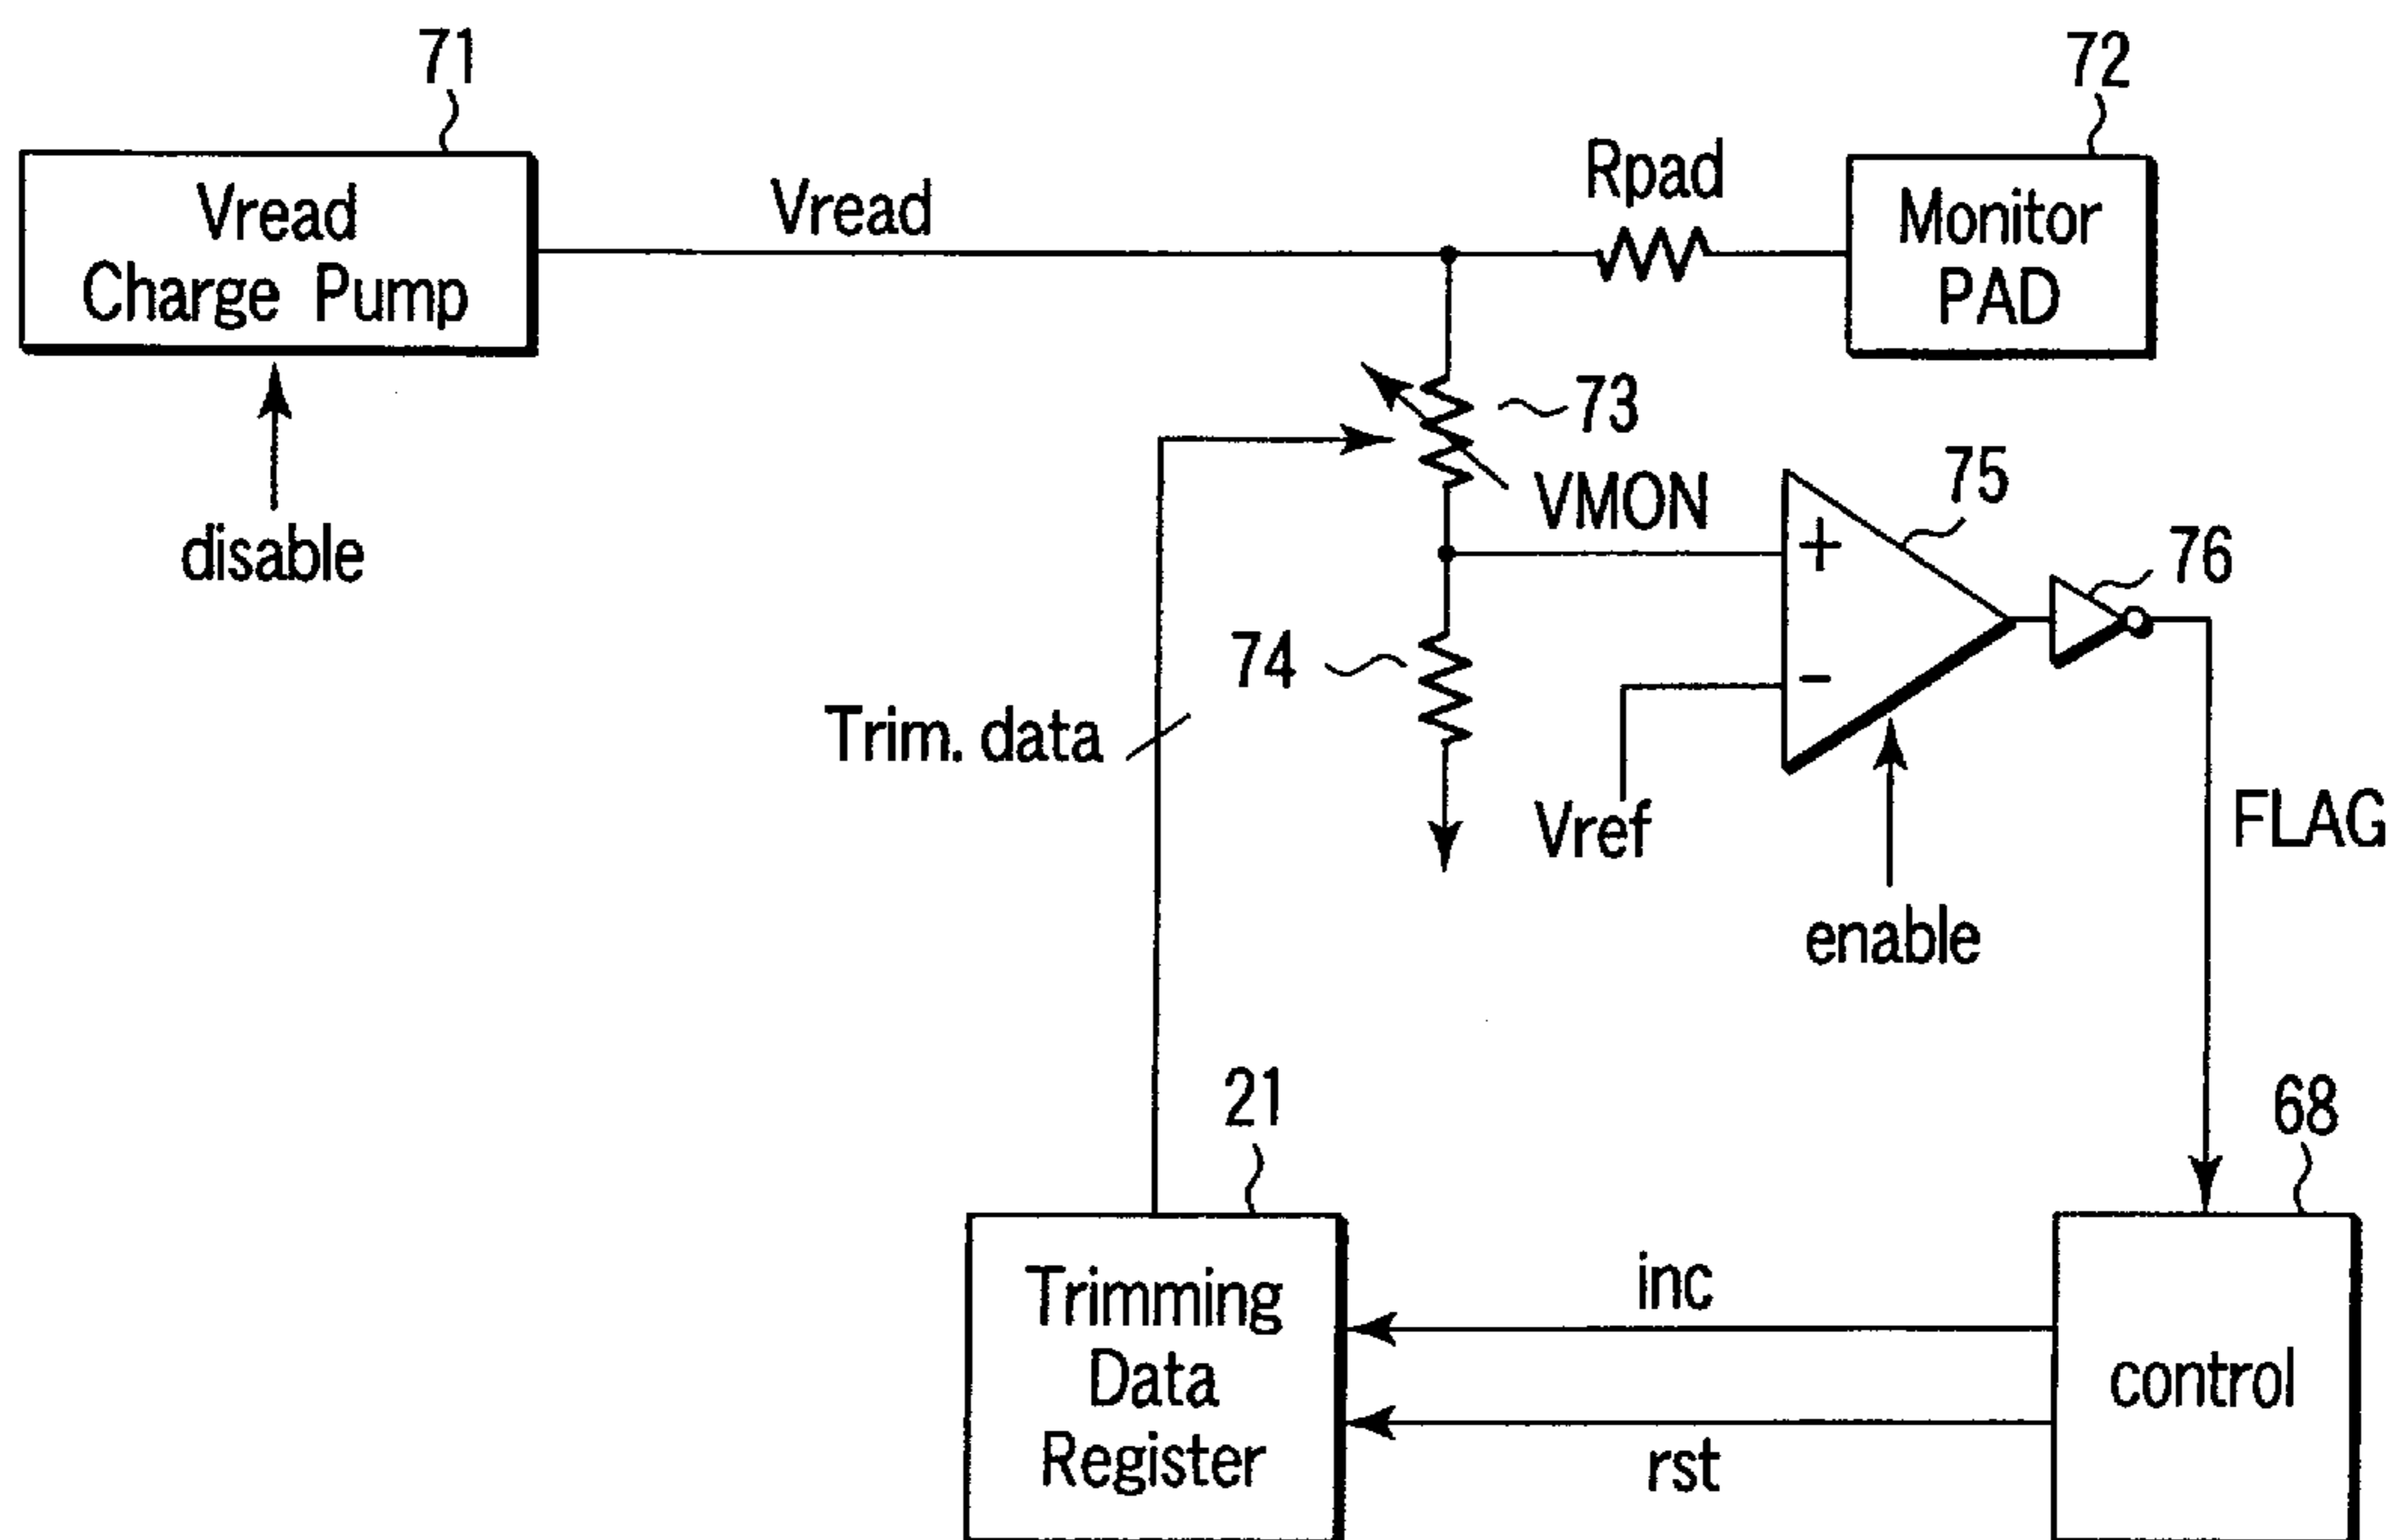 71
72
Vread
Charge Pump
Vread
Rpad
Monitor
PAD
disable
73
VMON
75
+
76
74
-
Trim. data
Vref
FLAG
enable
21
68
Trimming
Data
Register
inc
rst
control